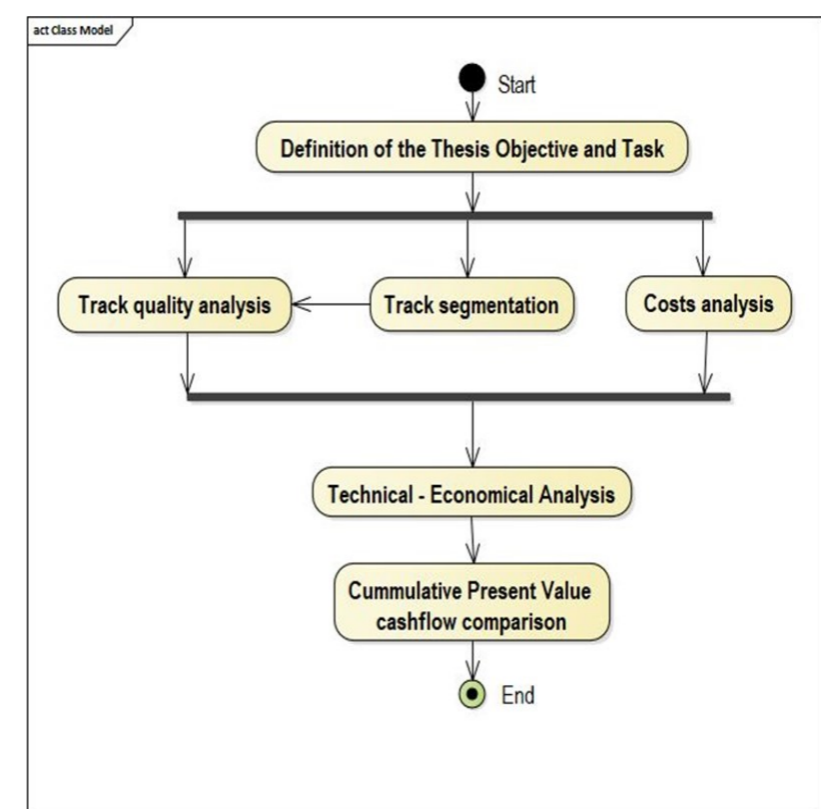 act Class Model
Start
Definition of the Thesis Objective and Task
Track quality analysis
Track segmentation
Costs analysis
Technical - Economical Analysis
Cummulative Present Value
cashflow comparison
End